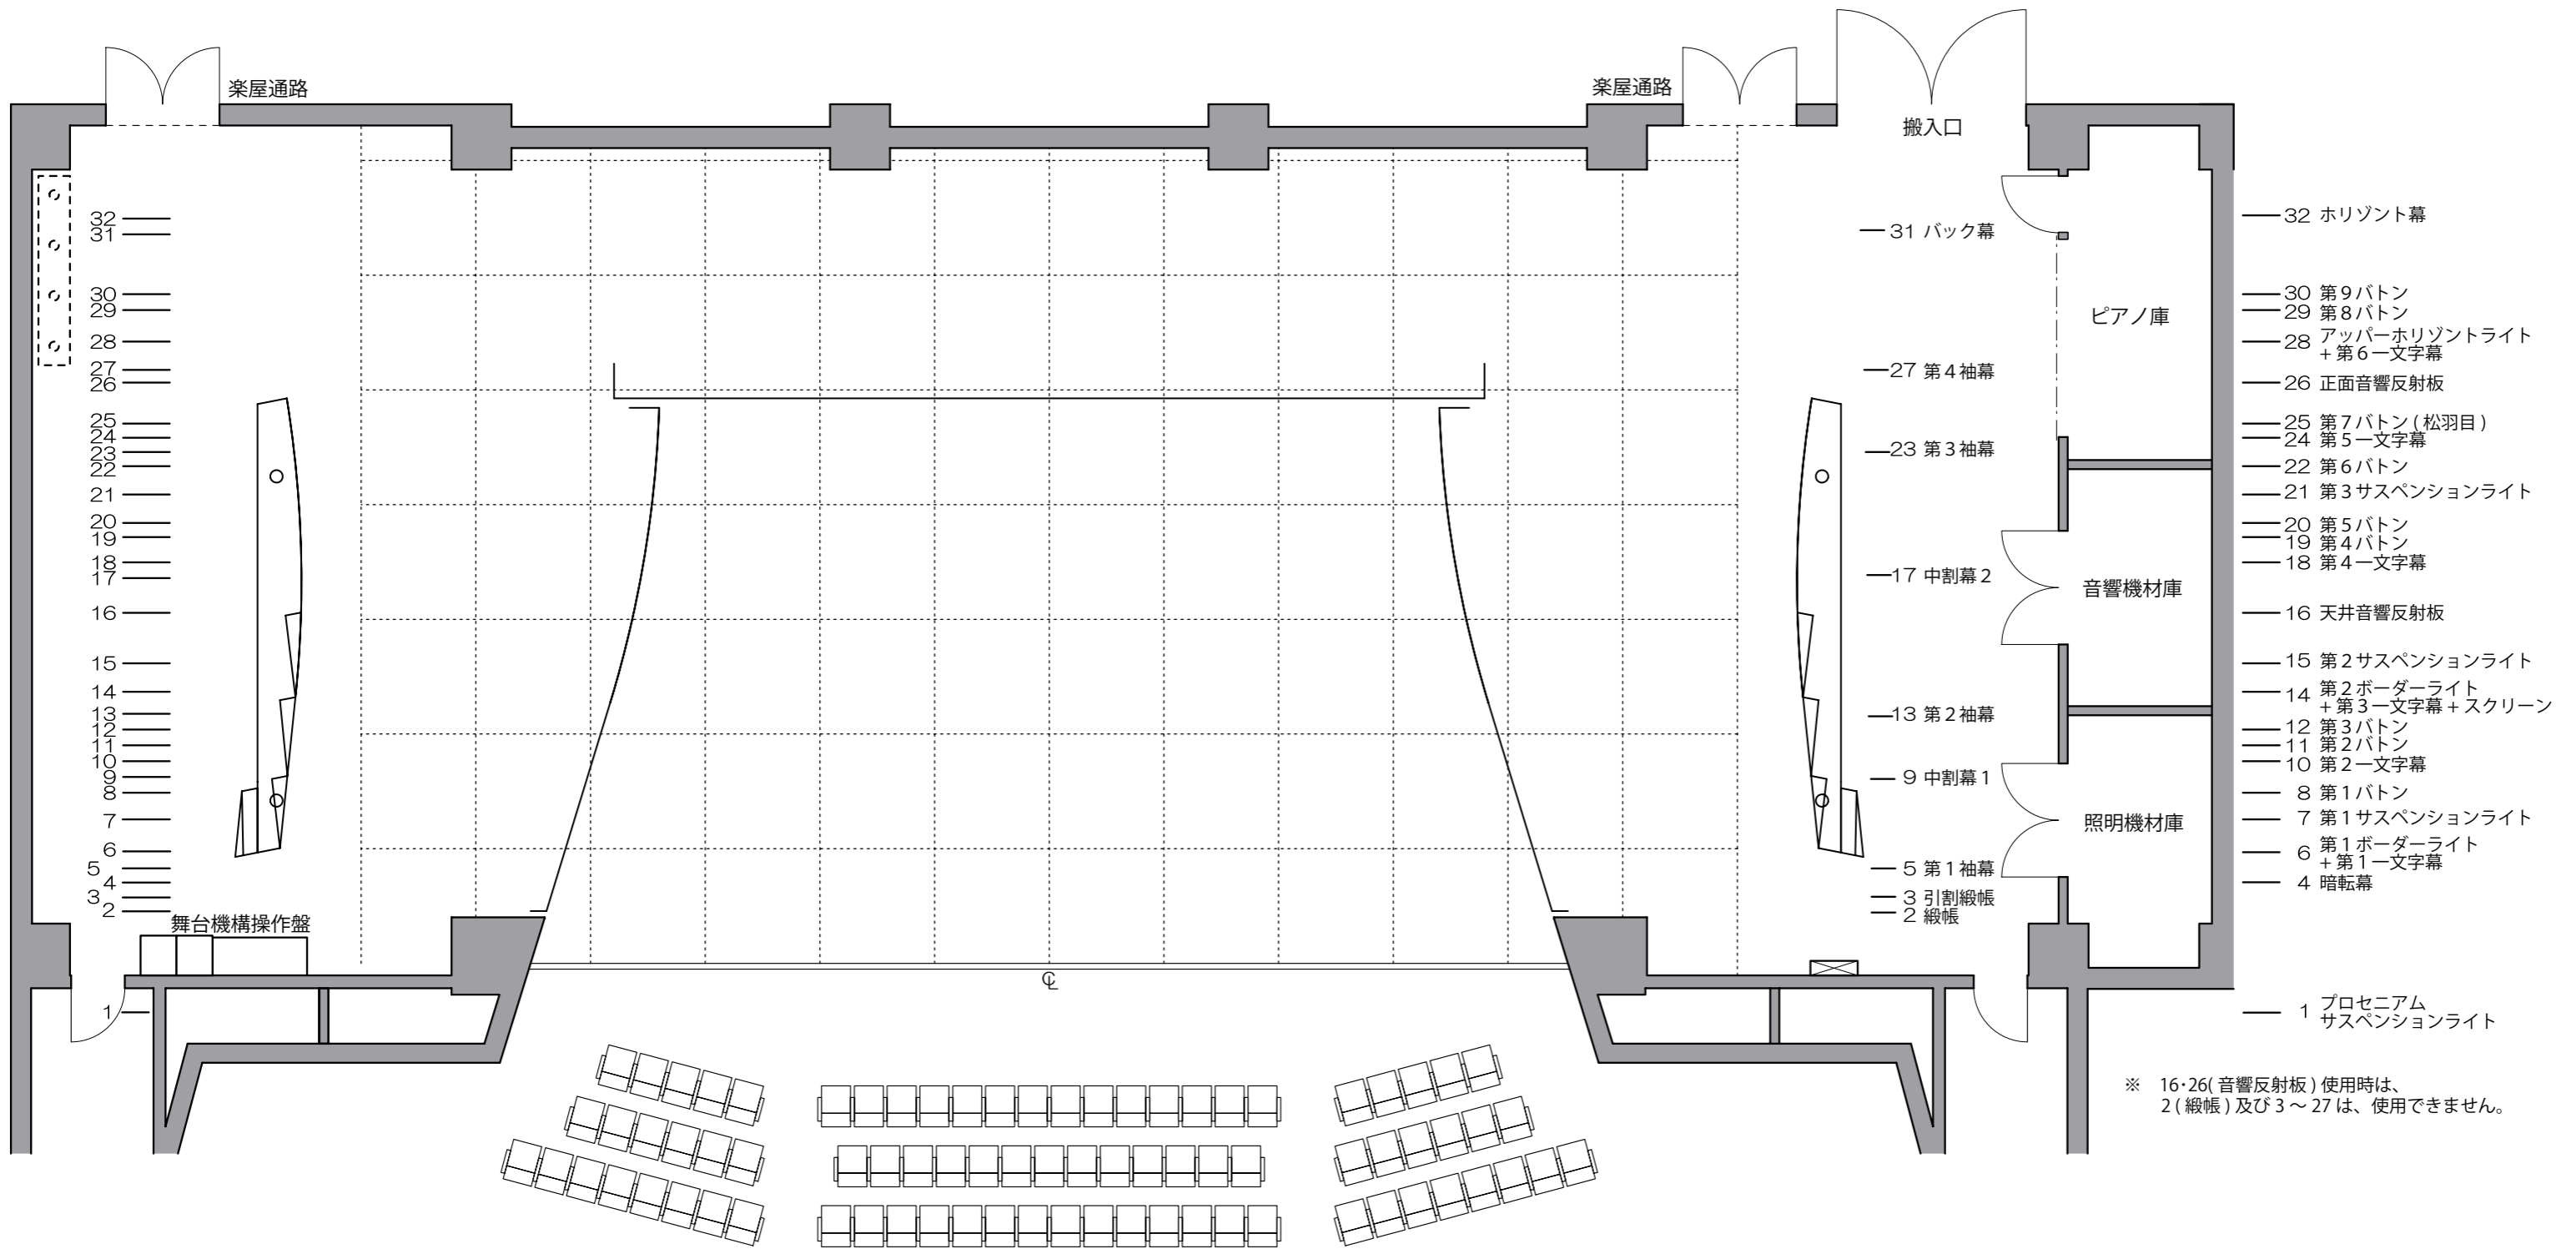 楽屋通路
楽屋通路
搬入口
32
31
30
29
28
27
26
25
24
23
22
21
20
19
18
17
16
15
14
13
12
11
10
9
8
7
6
5
4
3
2
1
舞台機構操作盤
℄
31 バック幕
27 第４袖幕
23 第３袖幕
17 中割幕２
13 第２袖幕
9 中割幕１
5 第１袖幕
3 引割緞帳
2 緞帳
ピアノ庫
音響機材庫
照明機材庫
32 ホリゾント幕
30 第９バトン
29 第８バトン
28 アッパーホリゾントライト
+ 第６一文字幕
26 正面音響反射板
25 第７バトン ( 松羽目 )
24 第５一文字幕
22 第６バトン
21 第３サスペンションライト
20 第５バトン
19 第４バトン
18 第４一文字幕
16 天井音響反射板
15 第２サスペンションライト
14 第２ボーダーライト
+ 第３一文字幕 + スクリーン
12 第３バトン
11 第２バトン
10 第２一文字幕
8 第１バトン
7 第１サスペンションライト
6 第１ボーダーライト
+ 第１一文字幕
4 暗転幕
1 プロセニアム
サスペンションライト
※ 16・26( 音響反射板 ) 使用時は、
2 ( 緞帳 ) 及び 3 ～ 27 は、使用できません。